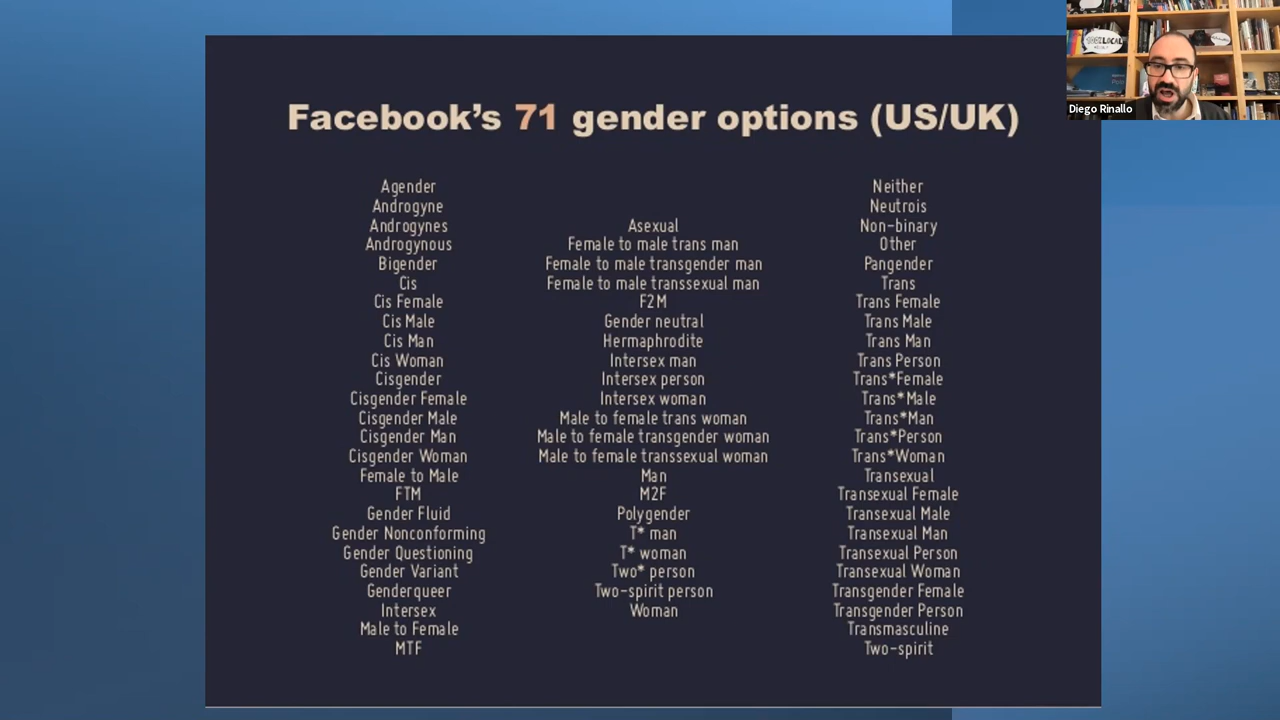 Facebook's 71 gender options (US/UK)
Agender
Androgyne
Androgynes
Androgynous
Bigender
Cis
Cis Female
Cis Male
Cis Man
Cis Woman
Cisgender
Cisgender Female
Cisgender Male
Cisgender Man
Cisgender Woman
Female to Male
FTM
Gender Fluid
Gender Nonconforming
Gender Questioning
Gender Variant
Genderqueer
Intersex
Male to Female
MTF
Asexual
Female to male trans man
Female to male transgender man
Female to male transsexual man
F2M
Gender neutral
Hermaphrodite
Intersex man
Intersex person
Intersex woman
Male to female trans woman
Male to female transgender woman
Male to female transsexual woman
Man
M2F
Polygender
T* man
T* woman
Two* person
Two-spirit person
Woman
Neither
Neutrois
Non-binary
Other
Pangender
Trans
Trans Female
Trans Male
Trans Man
Trans Person
Trans*Female
Trans*Male
Trans*Man
Trans*Person
Trans*Woman
Transexual
Transexual Female
Transexual Male
Transexual Man
Transexual Person
Transexual Woman
Transgender Female
Transgender Person
Transmasculine
Two-spirit
Diego Rinallo